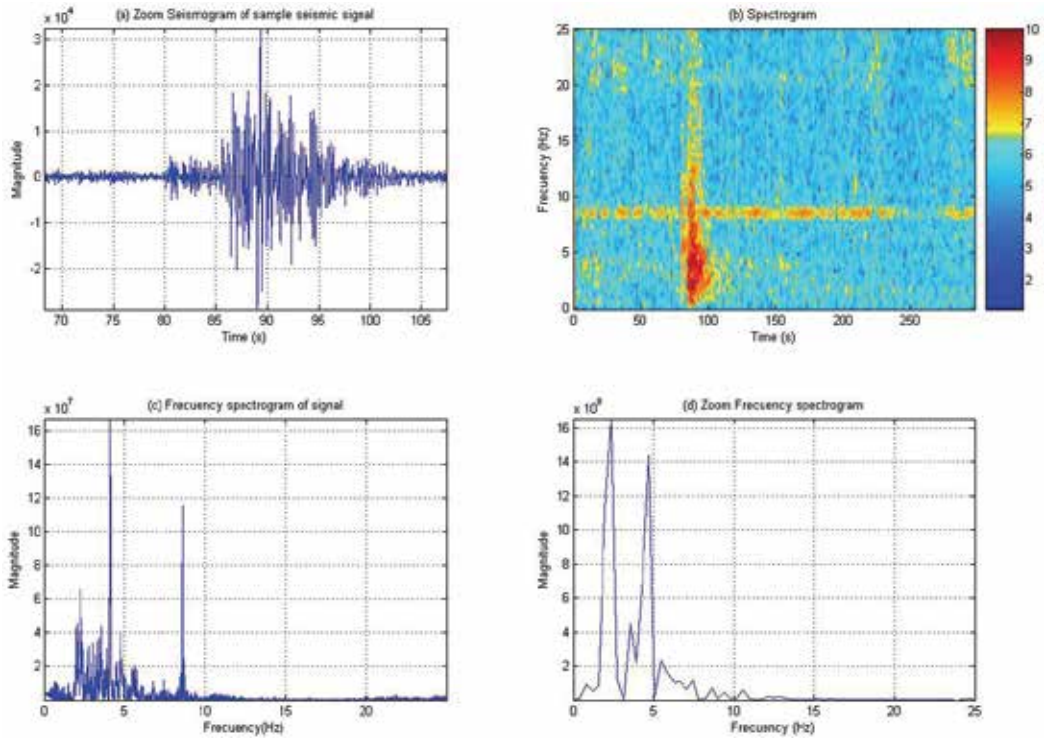 (a) Zoom Seismogram of sample seismic signal
x 10^4
3
2
1
0
-1
-2
Magnitude
70 75 80 85 90 95 100 105
Time (s)
(b) Spectrogram
25
20
15
10
5
0
Frecuency (Hz)
0 50 100 150 200 250
Time (s)
10
9
8
7
6
5
4
3
2
(c) Frecuency spectrogram of signal
x 10^7
16
14
12
10
8
6
4
2
Magnitude
0 5 10 15 20
Frecuency(Hz)
(d) Zoom Frecuency spectrogram
16
14
12
10
8
6
4
2
Magnitude
0 5 10 15 20 25
Frecuency (Hz)